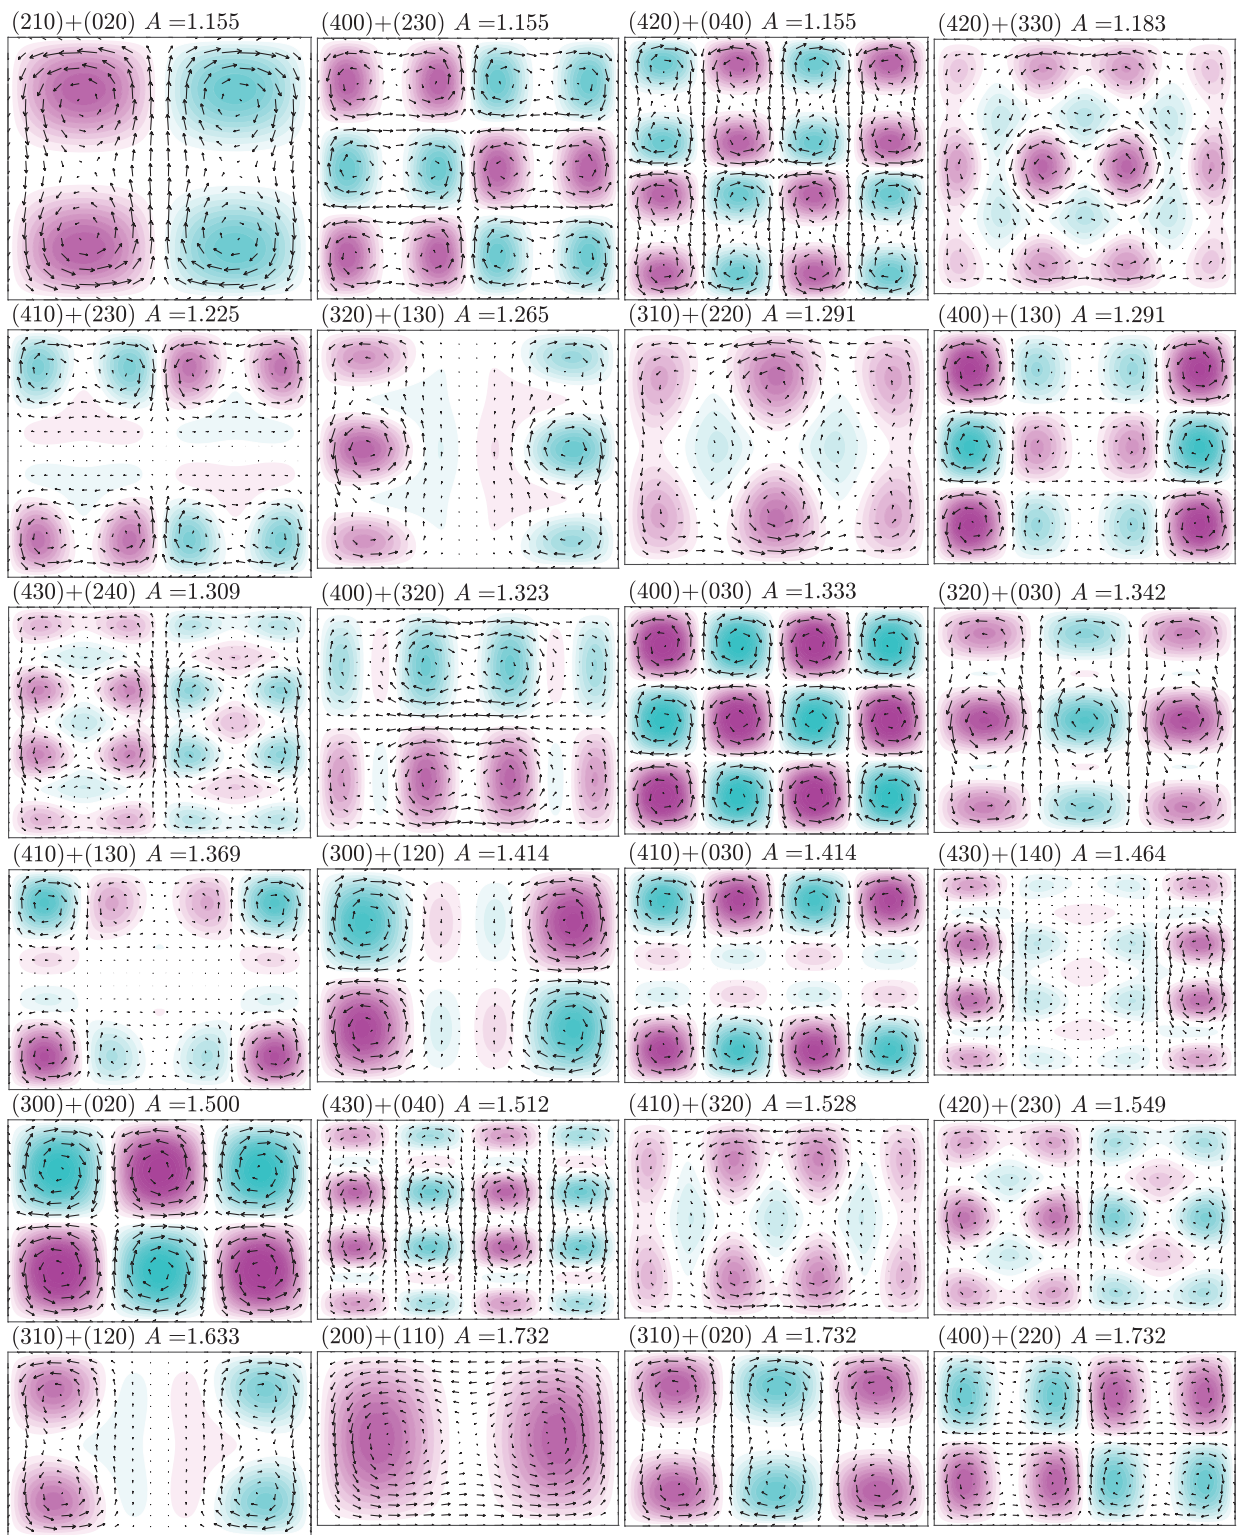 (210)+(020) A =1.155
(400)+(230) A =1.155
(420)+(040) A =1.155
(420)+(330) A =1.183
(410)+(230) A =1.225
(320)+(130) A =1.265
(310)+(220) A =1.291
(400)+(130) A =1.291
(430)+(240) A =1.309
(400)+(320) A =1.323
(400)+(030) A =1.333
(320)+(030) A =1.342
(410)+(130) A =1.369
(300)+(120) A =1.414
(410)+(030) A =1.414
(430)+(140) A =1.464
(300)+(020) A =1.500
(430)+(040) A =1.512
(410)+(320) A =1.528
(420)+(230) A =1.549
(310)+(120) A =1.633
(200)+(110) A =1.732
(310)+(020) A =1.732
(400)+(220) A =1.732